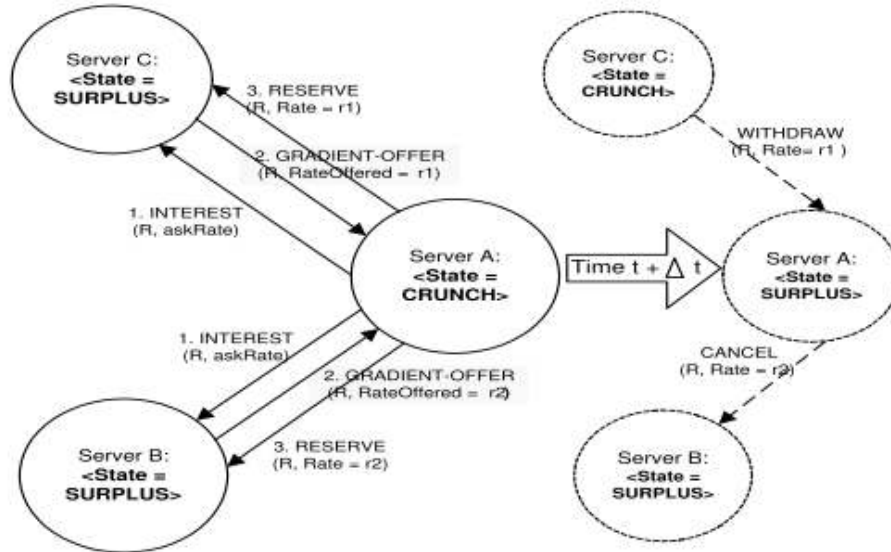 Server C:
<State =
SURPLUS>
3. RESERVE
(R, Rate = r1)
2. GRADIENT-OFFER
(R, RateOffered = r1)
1. INTEREST
(R, askRate)
Server A:
<State =
CRUNCH>
1. INTEREST
(R, askRate)
2. GRADIENT-OFFER
(R, RateOffered = r2)
3. RESERVE
(R, Rate = r2)
Server B:
<State =
SURPLUS>
Time t + Δ t
Server C:
<State =
CRUNCH>
WITHDRAW
(R, Rate= r1 )
Server A:
<State =
SURPLUS>
CANCEL
(R, Rate = r2)
Server B:
<State =
SURPLUS>